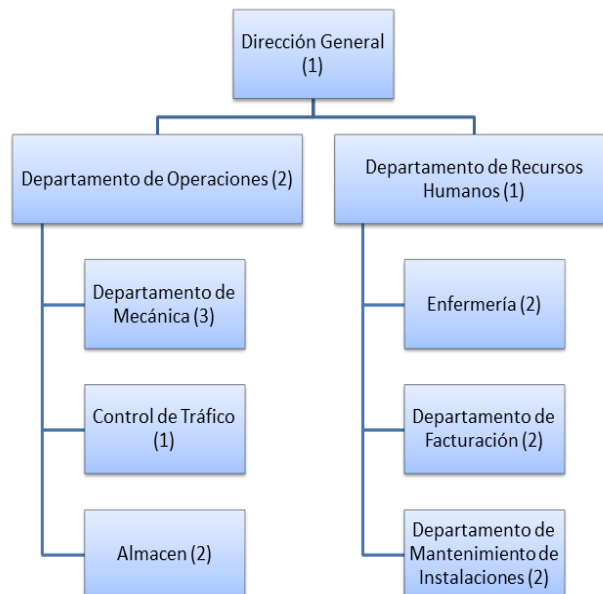 Dirección General
(1)
Departamento de Operaciones (2)
Departamento de Recursos
Humanos (1)
Departamento de
Mecánica (3)
Control de Tráfico
(1)
Almacen (2)
Enfermería (2)
Departamento de
Facturación (2)
Departamento de
Mantenimiento de
Instalaciones (2)